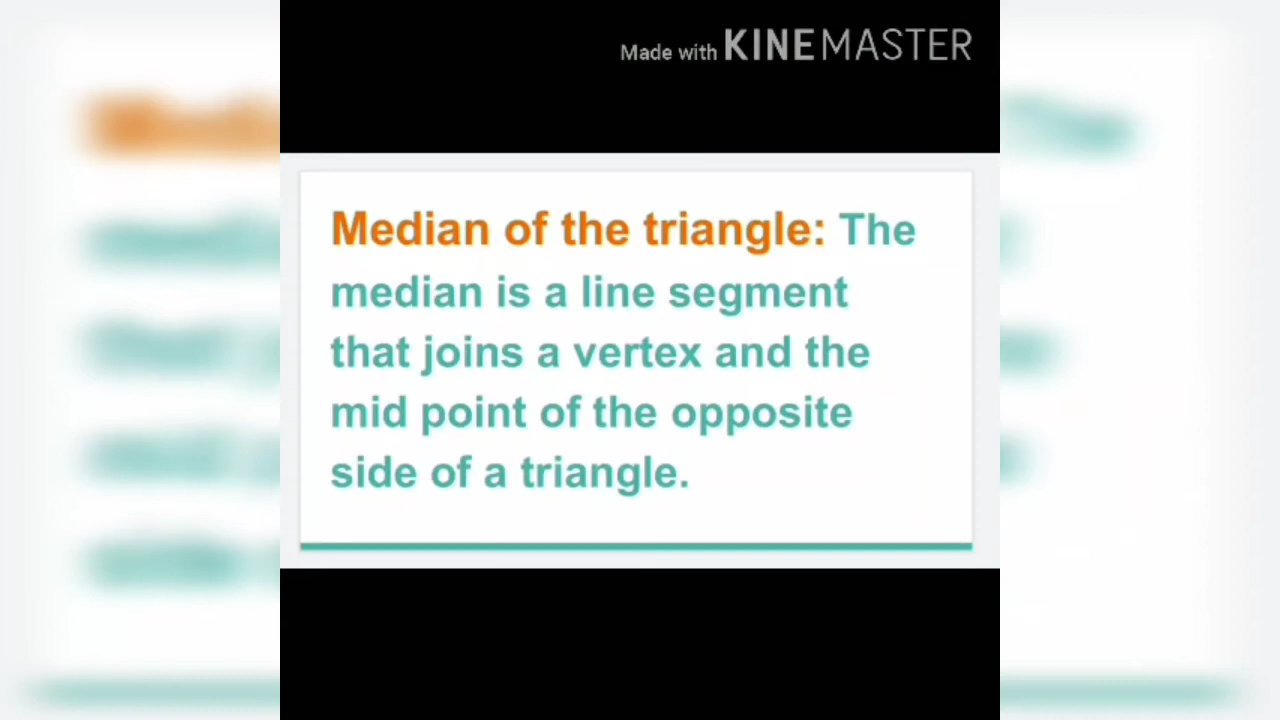 Made with KINEMASTER
Median of the triangle: The
median is a line segment
that joins a vertex and the
mid point of the opposite
side of a triangle.